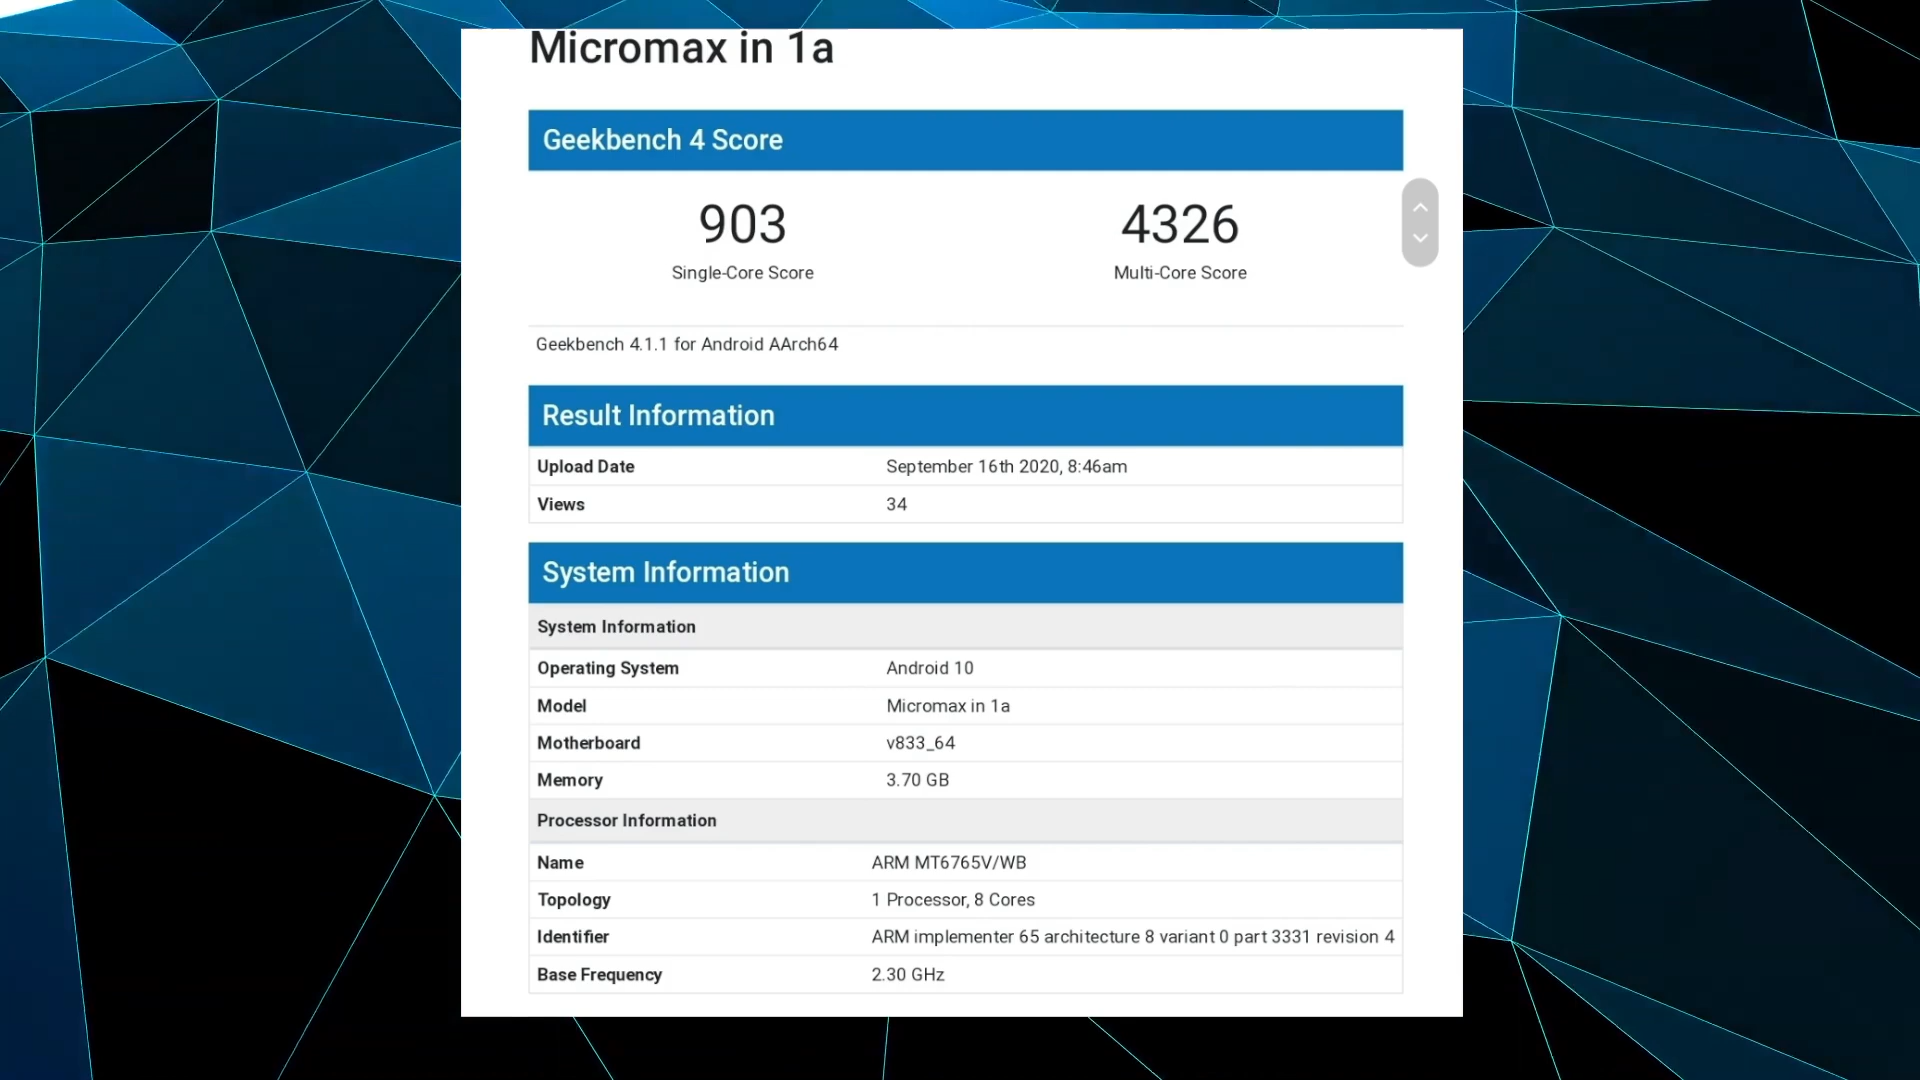 Micromax in 1a
Geekbench 4 Score
903 4326
Single-Core Score Multi-Core Score
Geekbench 4.1.1 for Android AArch64
Result Information
Upload Date September 16th 2020, 8:46am
Views 34
System Information
System Information
Operating System Android 10
Model Micromax in 1a
Motherboard v833_64
Memory 3.70 GB
Processor Information
Name ARM MT6765V/WB
Topology 1 Processor, 8 Cores
Identifier ARM implementer 65 architecture 8 variant 0 part 3331 revision 4
Base Frequency 2.30 GHz